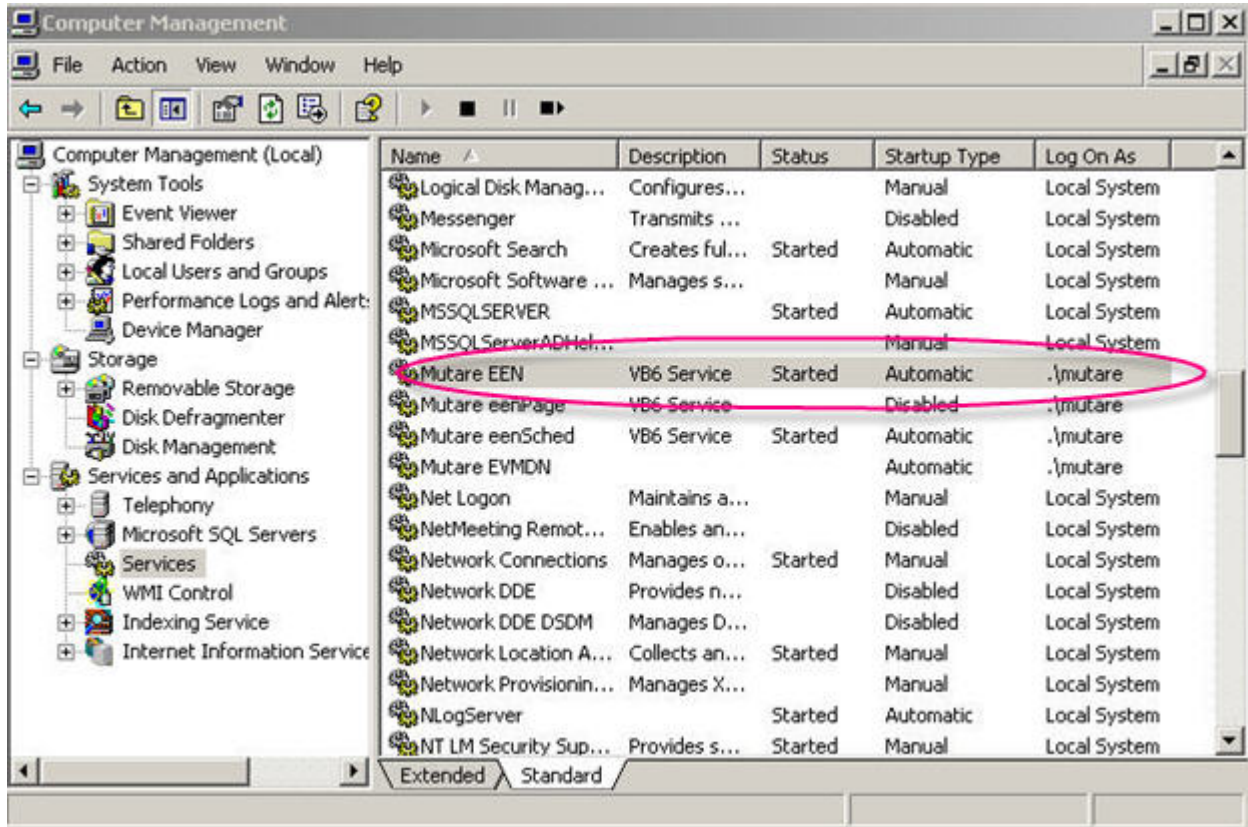 Computer Management
File Action View Window Help
Computer Management (Local)
System Tools
Event Viewer
Shared Folders
Local Users and Groups
Performance Logs and Alert
Device Manager
Storage
Removable Storage
Disk Defragmenter
Disk Management
Services and Applications
Telephony
Microsoft SQL Servers
Services
WMI Control
Indexing Service
Internet Information Service
Name Description Status Startup Type Log On As
Logical Disk Manag... Configures... Manual Local System
Messenger Transmits ... Disabled Local System
Microsoft Search Creates ful... Started Automatic Local System
Microsoft Software ... Manages s... Manual Local System
MSSQLSERVER Started Automatic Local System
MSSQLServerADHel... Manual Local System
Mutare EEN VB6 Service Started Automatic .\mutare
Mutare eenPage VB6 Service Disabled .\mutare
Mutare eenSched VB6 Service Started Automatic .\mutare
Mutare EVMDN Automatic .\mutare
Net Logon Maintains a... Manual Local System
NetMeeting Remot... Enables an... Disabled Local System
Network Connections Manages o... Started Manual Local System
Network DDE Provides n... Disabled Local System
Network DDE DSDM Manages D... Disabled Local System
Network Location A... Collects an... Started Manual Local System
Network Provisionin... Manages X... Manual Local System
NLogServer Started Automatic Local System
NT LM Security Sup... Provides s... Started Manual Local System
Extended Standard